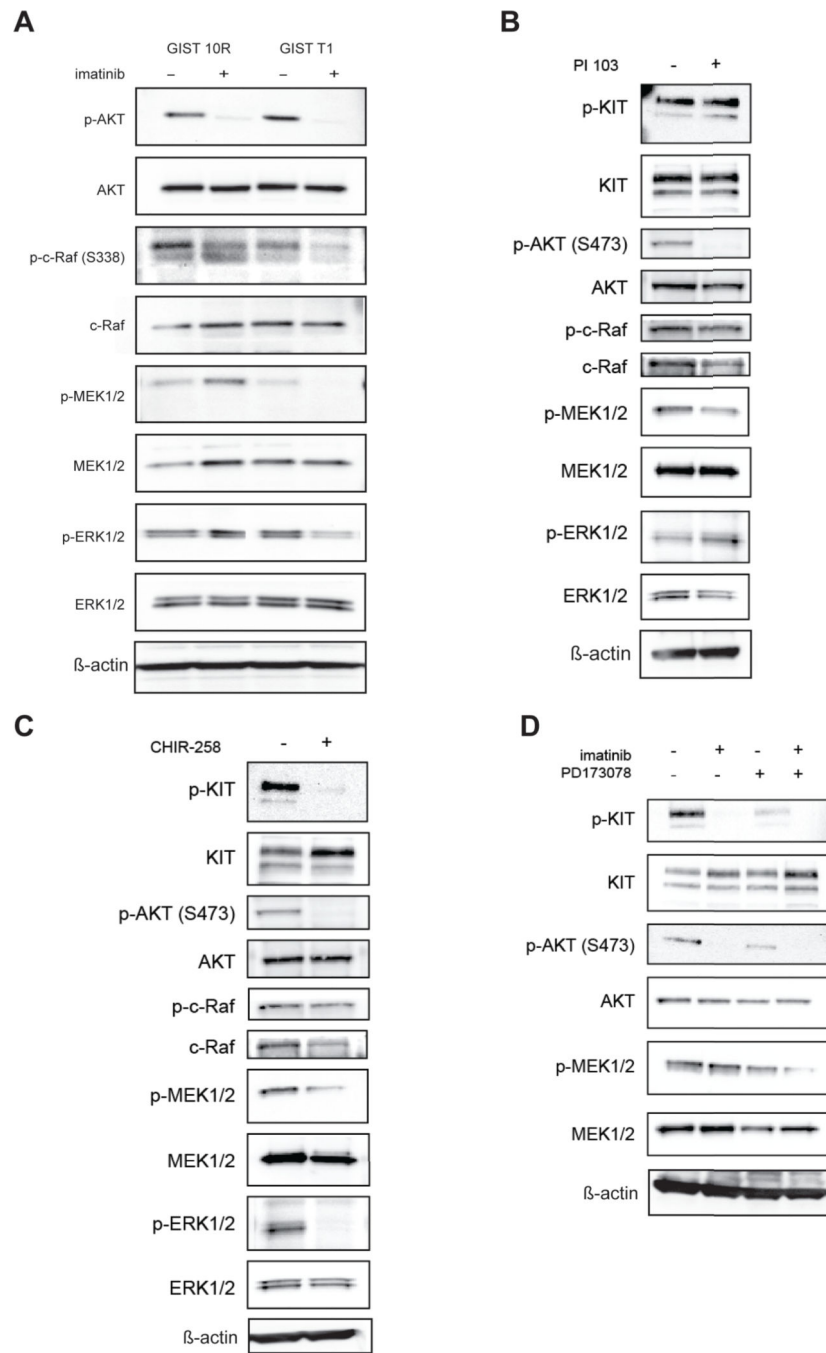 A
GIST 10R GIST T1
imatinib – + – +
p-AKT
AKT
p-c-Raf (S338)
c-Raf
p-MEK1/2
MEK1/2
p-ERK1/2
ERK1/2
ß-actin
B
PI 103
- +
p-KIT
KIT
p-AKT (S473)
AKT
p-c-Raf
c-Raf
p-MEK1/2
MEK1/2
p-ERK1/2
ERK1/2
ß-actin
C
CHIR-258 - +
p-KIT
KIT
p-AKT (S473)
AKT
p-c-Raf
c-Raf
p-MEK1/2
MEK1/2
p-ERK1/2
ERK1/2
ß-actin
D
imatinib - + - +
PD173078 - - + +
p-KIT
KIT
p-AKT (S473)
AKT
p-MEK1/2
MEK1/2
ß-actin